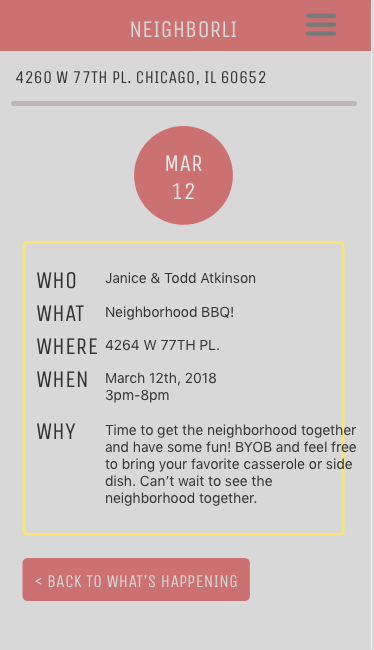 NEIGHBORLI
4260 W 77TH PL. CHICAGO, IL 60652
MAR
12
WHO Janice & Todd Atkinson
WHAT Neighborhood BBQ!
WHERE 4264 W 77TH PL.
WHEN March 12th, 2018
3pm-8pm
WHY Time to get the neighborhood together
and have some fun! BYOB and feel free
to bring your favorite casserole or side
dish. Can't wait to see the
neighborhood together.
< BACK TO WHAT'S HAPPENING